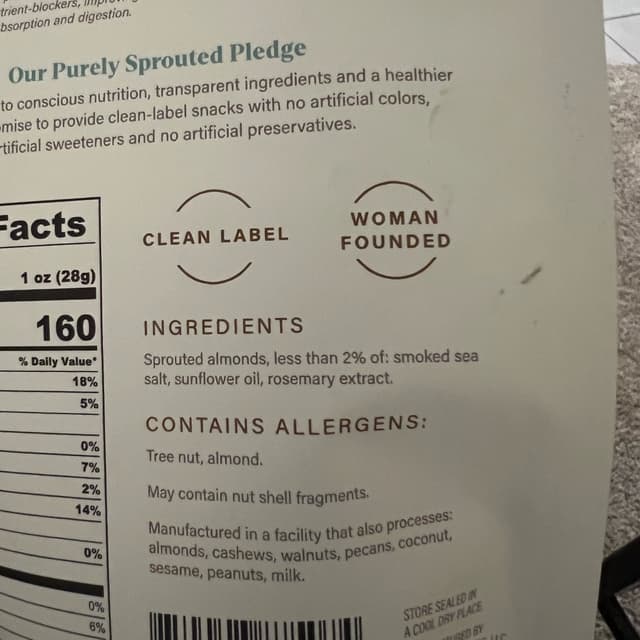 bsorption and digestion.
Our Purely Sprouted Pledge
to conscious nutrition, transparent ingredients and a healthier
mise to provide clean-label snacks with no artificial colors,
tificial sweeteners and no artificial preservatives.
Facts
1 oz (28g)
160
% Daily Value*
18%
5%
0%
7%
2%
14%
0%
0%
6%
CLEAN LABEL
WOMAN
FOUNDED
INGREDIENTS
Sprouted almonds, less than 2% of: smoked sea
salt, sunflower oil, rosemary extract.
CONTAINS ALLERGENS:
Tree nut, almond.
May contain nut shell fragments.
Manufactured in a facility that also processes:
almonds, cashews, walnuts, pecans, coconut,
sesame, peanuts, milk.
STORE SEALED IN
A COOL DRY PLACE